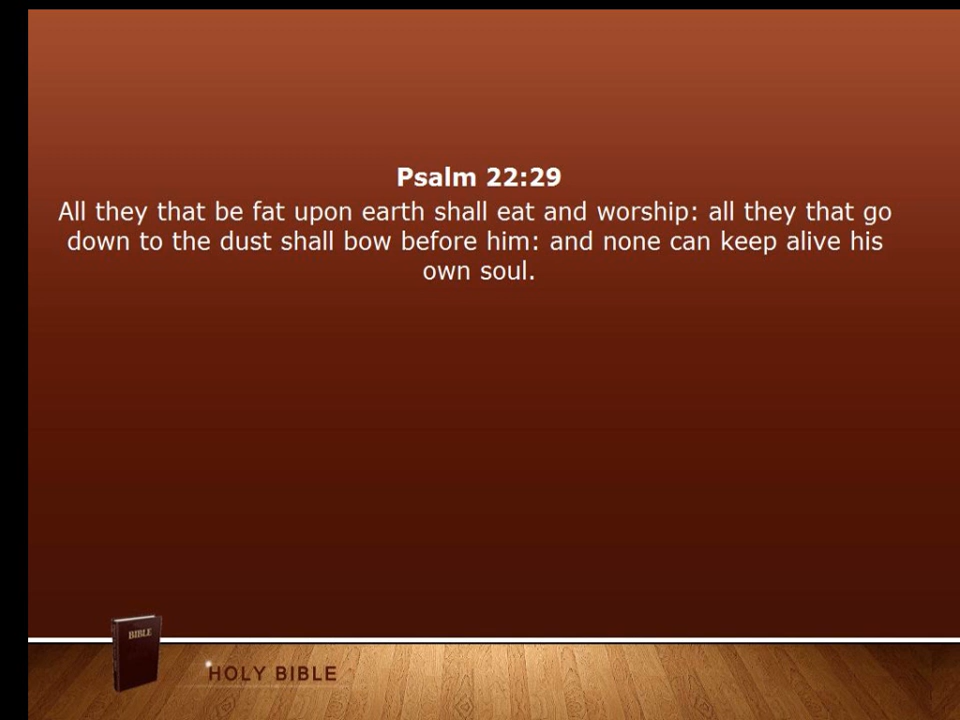 Psalm 22:29
All they that be fat upon earth shall eat and worship: all they that go
down to the dust shall bow before him: and none can keep alive his
own soul.
BIBLE
HOLY BIBLE